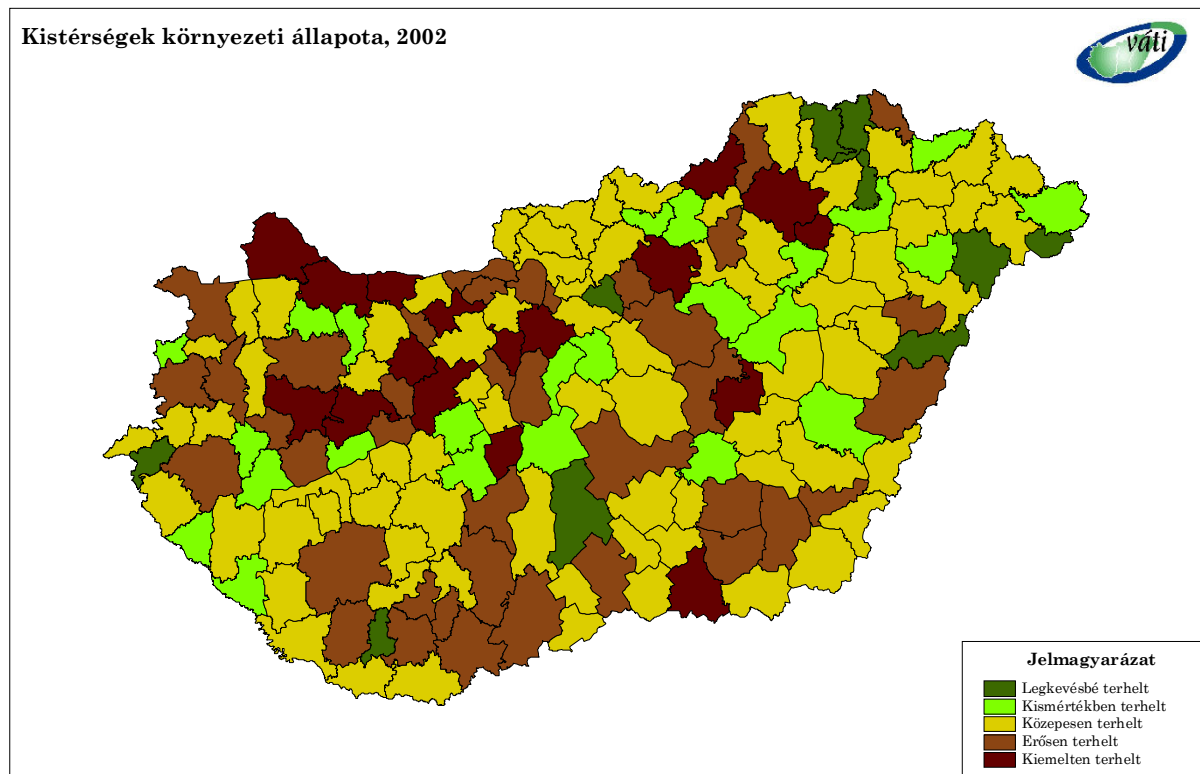 Kistérségek környezeti állapota, 2002
váti
Jelmagyarázat
Legkevésbé terhelt
Kismértékben terhelt
Közepesen terhelt
Erősen terhelt
Kiemelten terhelt